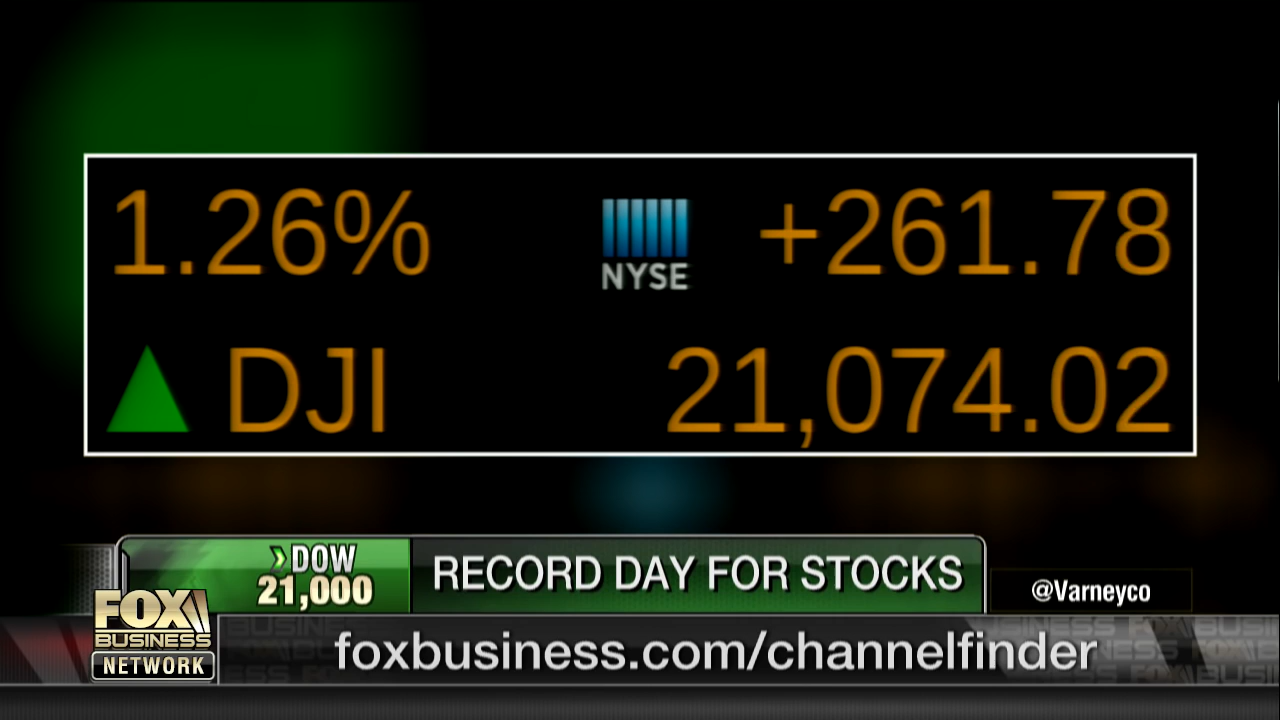 1.26%
NYSE
+261.78
DJI
21,074.02
DOW
21,000
RECORD DAY FOR STOCKS
@Varneyco
FOX
BUSINESS
NETWORK
foxbusiness.com/channelfinder